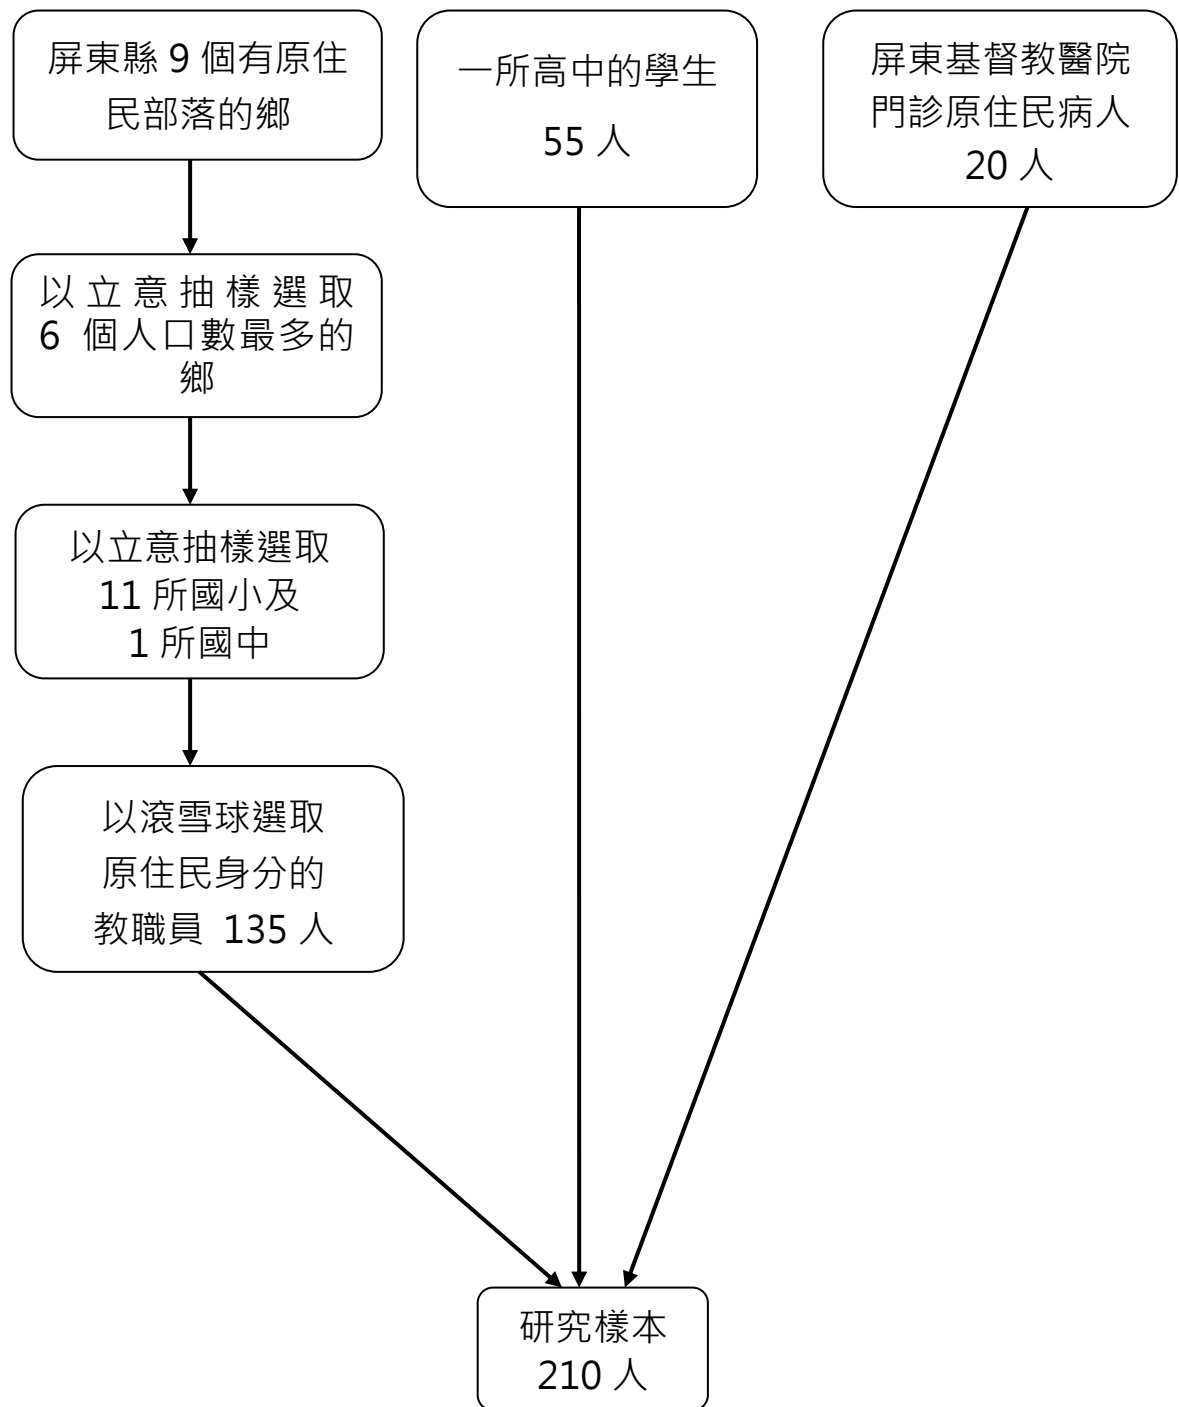 屏東縣 9 個有原住
民部落的鄉
一所高中的學生
55 人
屏東基督教醫院
門診原住民病人
20 人
以立意抽樣選取
6 個人口數最多的
鄉
以立意抽樣選取
11 所國小及
1 所國中
以滾雪球選取
原住民身分的
教職員 135 人
研究樣本
210 人